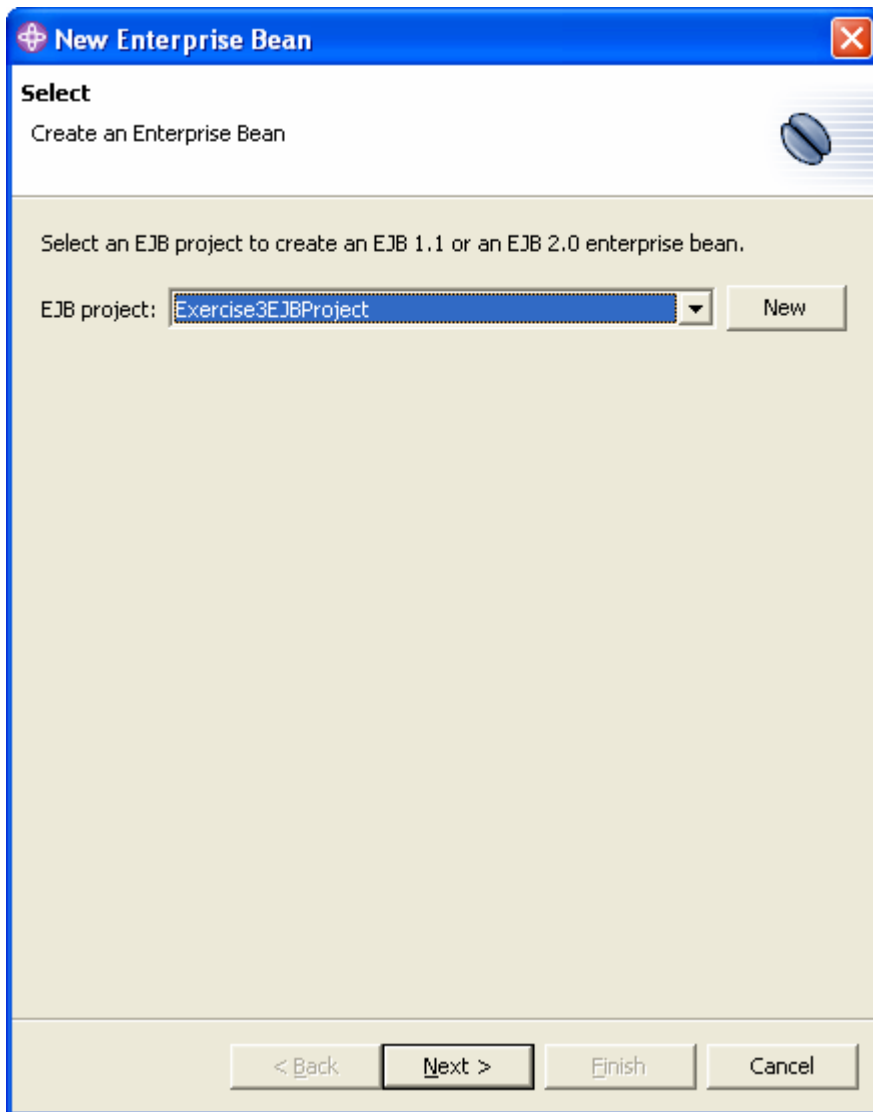 New Enterprise Bean
Select
Create an Enterprise Bean
Select an EJB project to create an EJB 1.1 or an EJB 2.0 enterprise bean.
EJB project: Exercise3EJBProject New
< Back Next > Finish Cancel